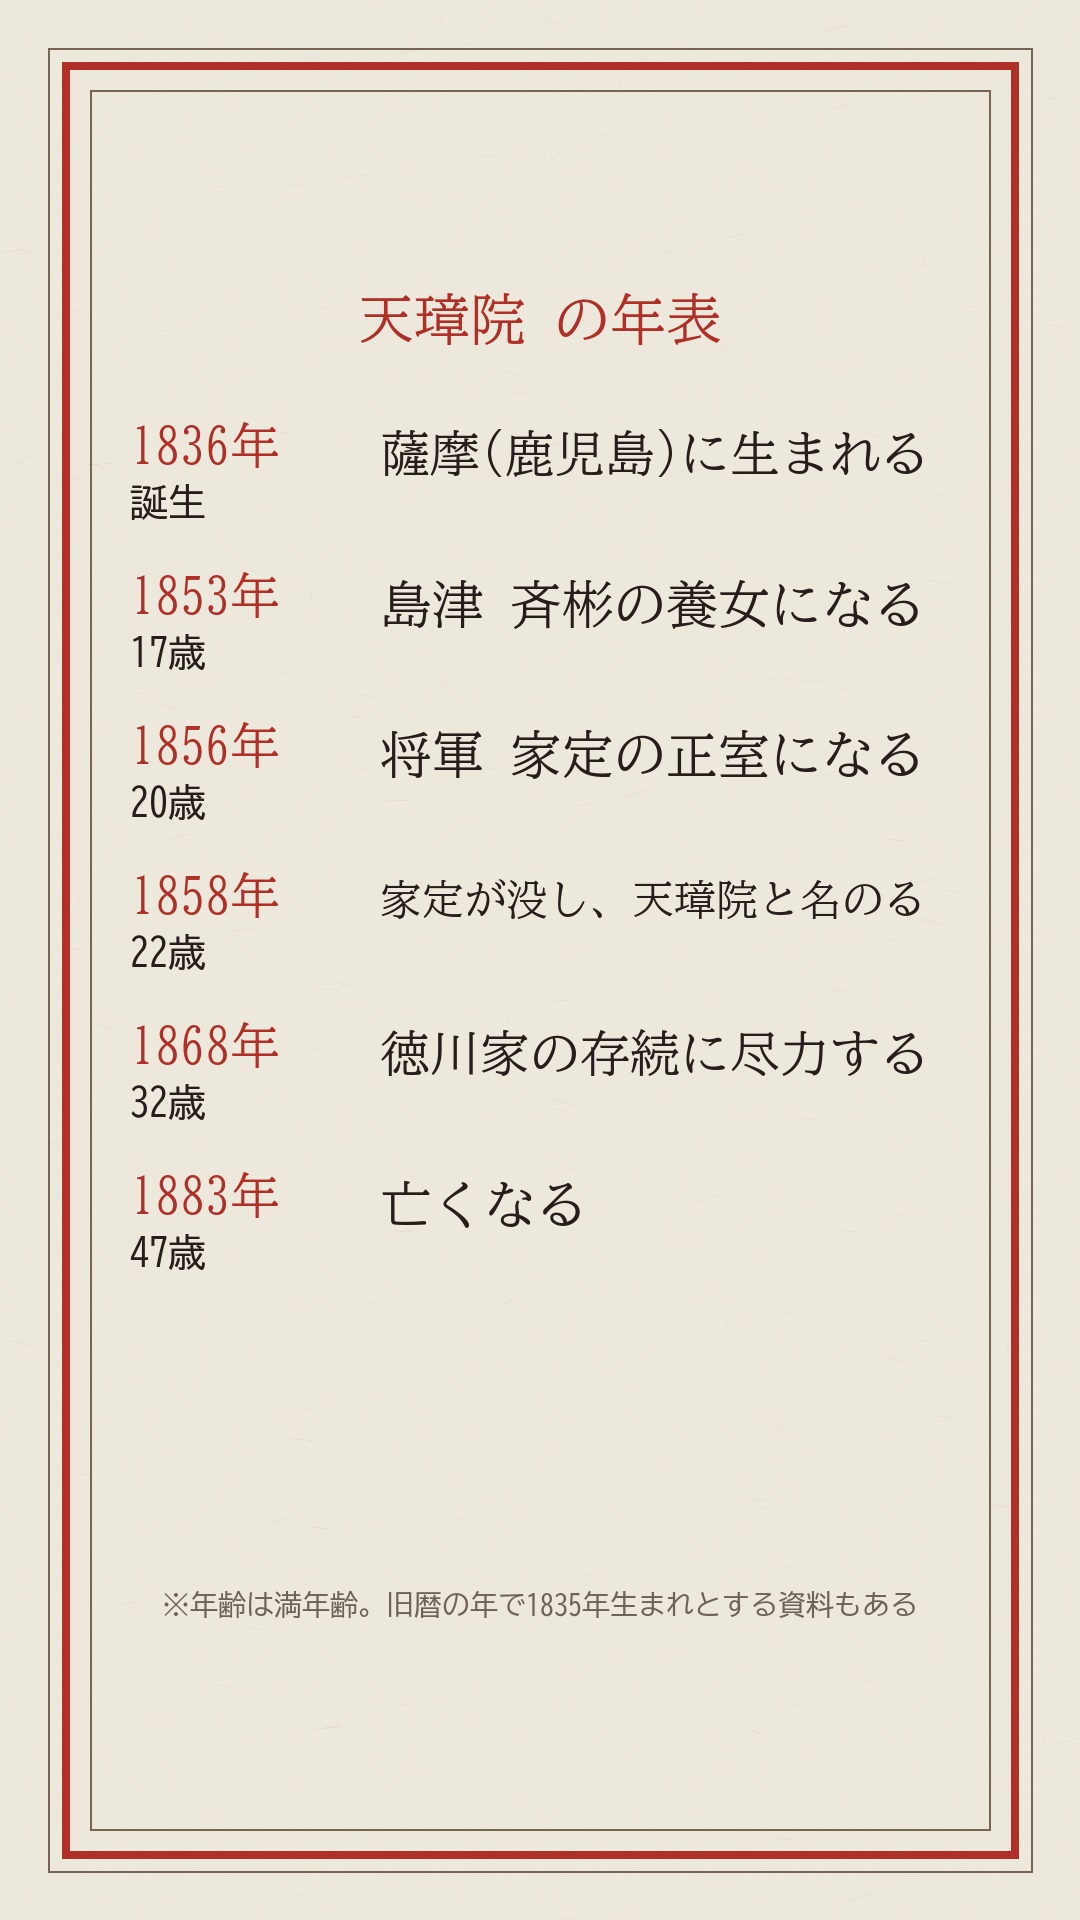 天璋院 の年表
1836年
誕生
薩摩(鹿児島)に生まれる
1853年
17歳
島津 斉彬の養女になる
1856年
20歳
将軍 家定の正室になる
1858年
22歳
家定が没し、天璋院と名のる
1868年
32歳
徳川家の存続に尽力する
1883年
47歳
亡くなる
※年齢は満年齢。旧暦の年で1835年生まれとする資料もある